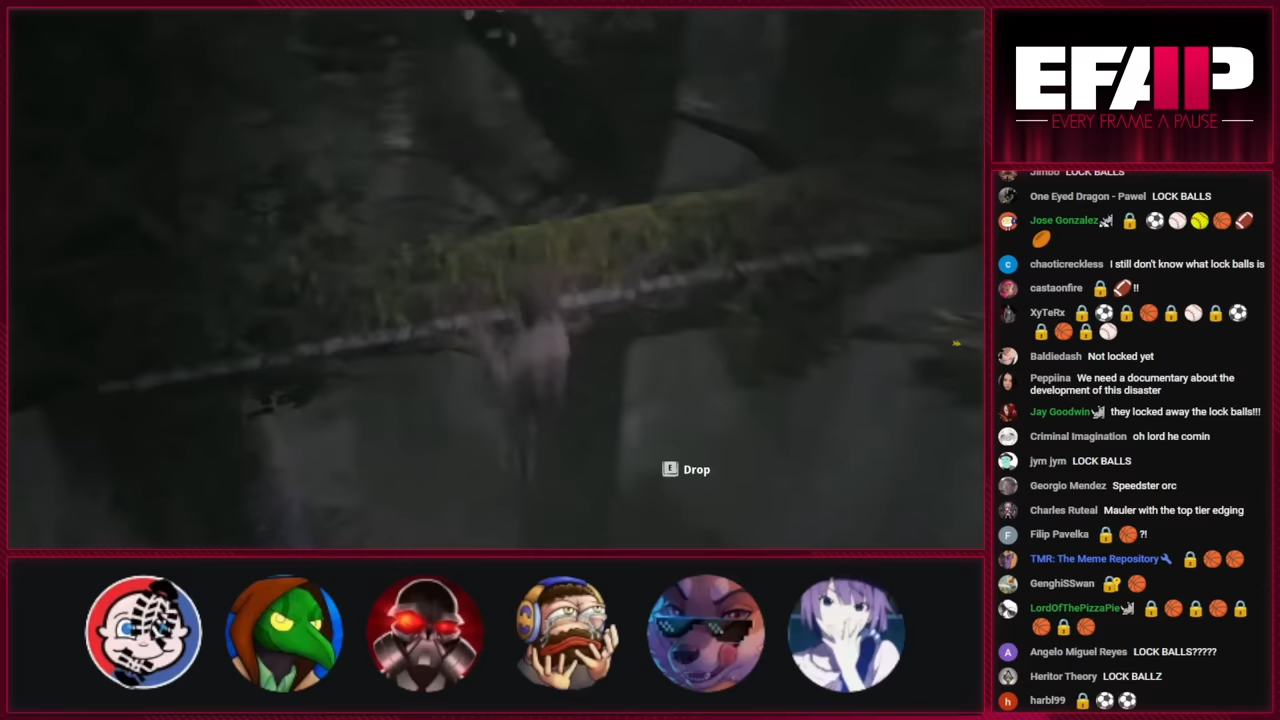 E Drop
EFAP
EVERY FRAME A PAUSE
Jimbo LOCK BALLS
One Eyed Dragon - Pawel LOCK BALLS
Jose Gonzalez
chaoticreckless I still don't know what lock balls is
castaonfire !!
XyTeRx
Baldiedash Not locked yet
Peppiina We need a documentary about the
development of this disaster
Jay Goodwin they locked away the lock balls!!!
Criminal Imagination oh lord he comin
jym jym LOCK BALLS
Georgio Mendez Speedster orc
Charles Ruteal Mauler with the top tier edging
F Filip Pavelka ?!
TMR: The Meme Repository
GenghiSSwan
LordOfThePizzaPie
A Angelo Miguel Reyes LOCK BALLS?????
Heritor Theory LOCK BALLZ
h harbl99